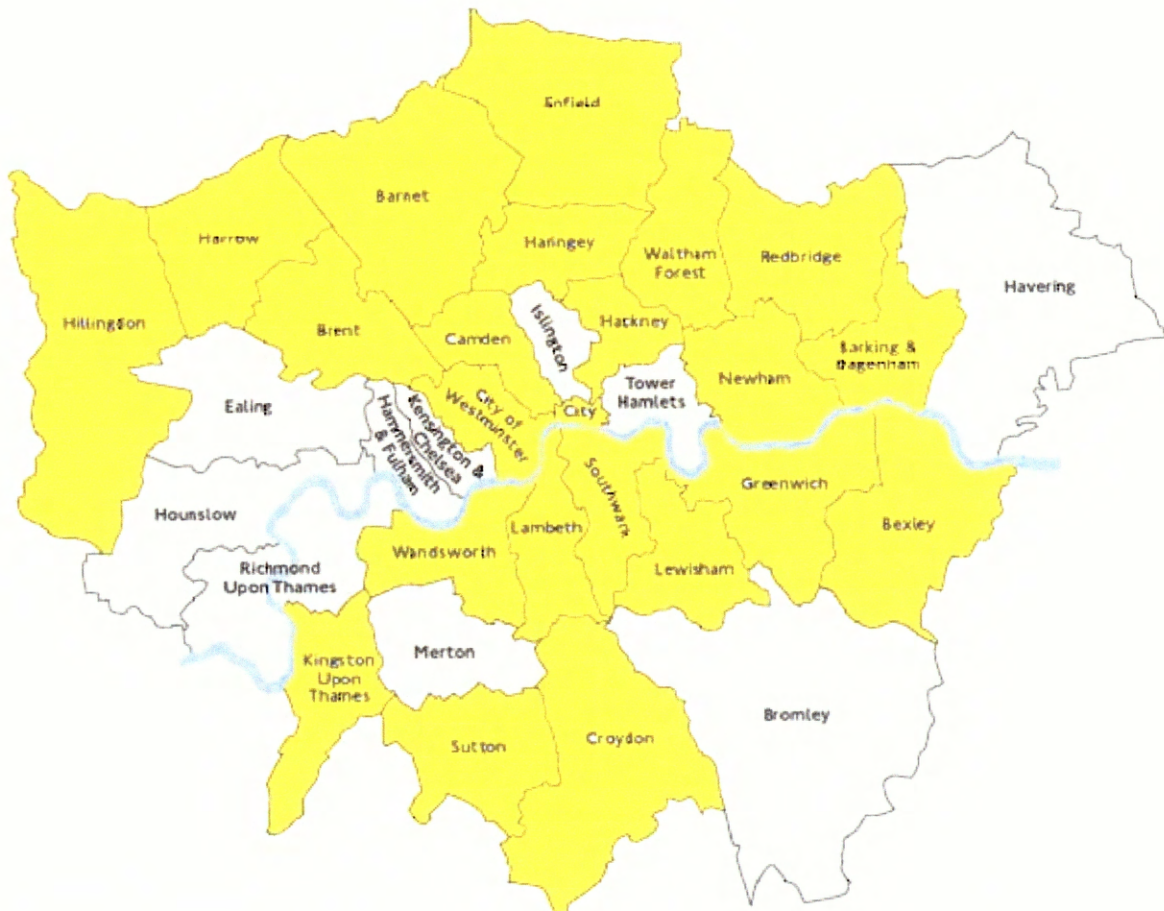 Enfield
Barnet
Harrow
Haringey
Waltham
Forest
Redbridge
Havering
Hillingdon
Brent
Camden
Islington
Hackney
Barking &
Dagenham
Newham
Tower
Hamlets
Ealing
City of
Westminster
City
Kensington &
Chelsea
Hammersmith
& Fulham
Hounslow
Southwark
Greenwich
Lambeth
Bexley
Wandsworth
Lewisham
Richmond
Upon Thames
Merton
Kingston
Upon
Thames
Bromley
Sutton
Croydon